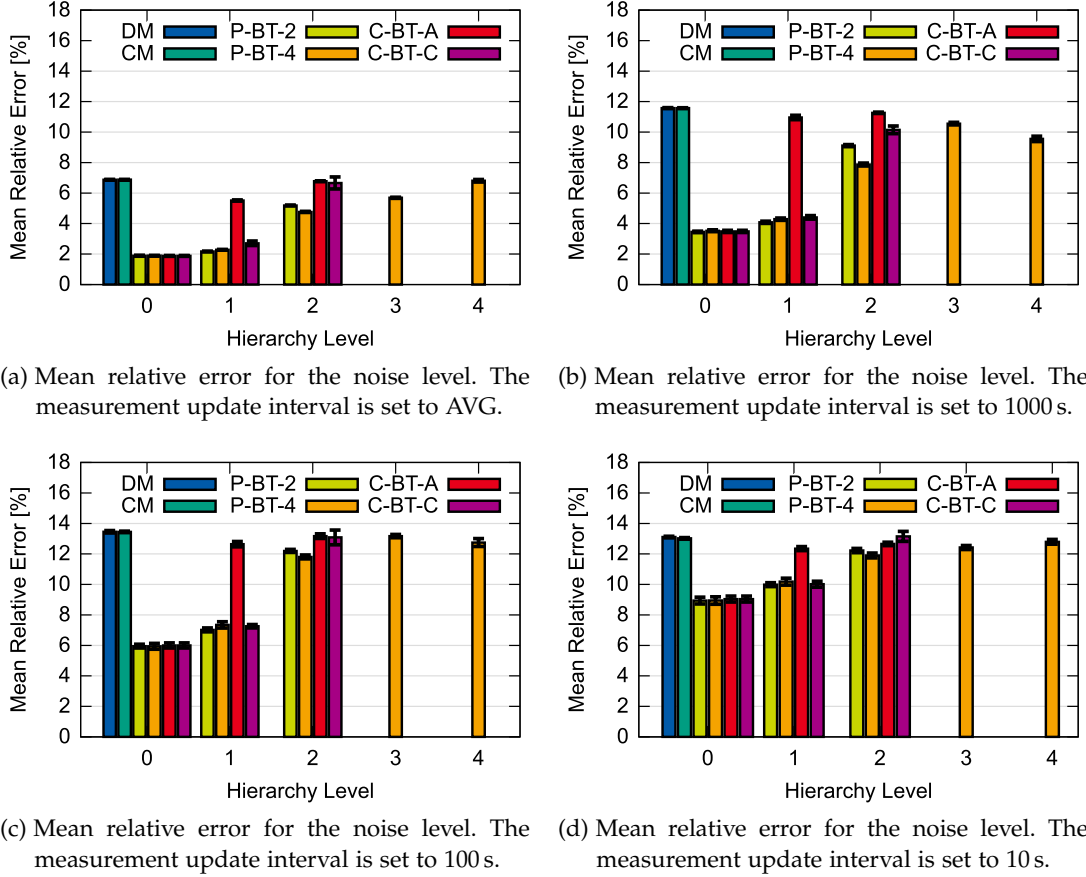 18
16
14
12
10
8
6
4
2
0
Mean Relative Error [%]
DM P-BT-2 C-BT-A
CM P-BT-4 C-BT-C
0 1 2 3 4
Hierarchy Level
(a) Mean relative error for the noise level. The
measurement update interval is set to AVG.
18
16
14
12
10
8
6
4
2
0
Mean Relative Error [%]
DM P-BT-2 C-BT-A
CM P-BT-4 C-BT-C
0 1 2 3 4
Hierarchy Level
(b) Mean relative error for the noise level. The
measurement update interval is set to 1000 s.
18
16
14
12
10
8
6
4
2
0
Mean Relative Error [%]
DM P-BT-2 C-BT-A
CM P-BT-4 C-BT-C
0 1 2 3 4
Hierarchy Level
(c) Mean relative error for the noise level. The
measurement update interval is set to 100 s.
18
16
14
12
10
8
6
4
2
0
Mean Relative Error [%]
DM P-BT-2 C-BT-A
CM P-BT-4 C-BT-C
0 1 2 3 4
Hierarchy Level
(d) Mean relative error for the noise level. The
measurement update interval is set to 10 s.